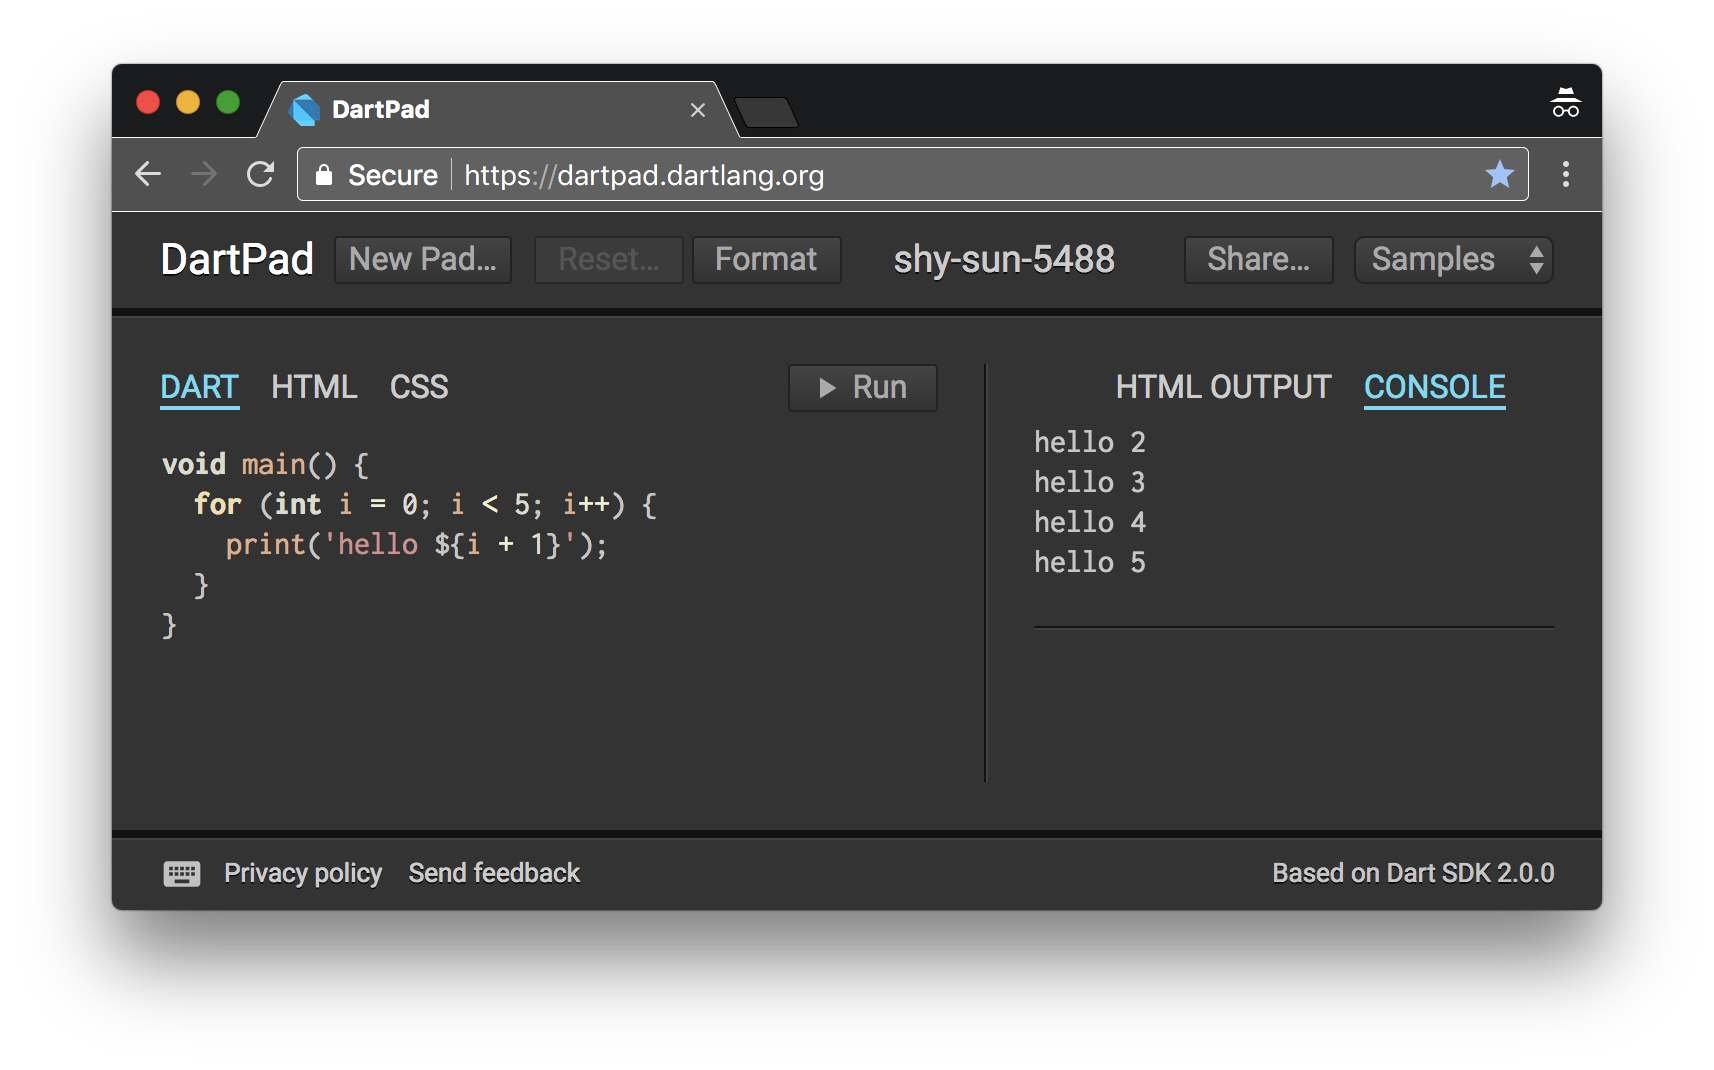 DartPad
Secure https://dartpad.dartlang.org
DartPad New Pad... Reset... Format shy-sun-5488 Share... Samples
DART HTML CSS Run
void main() {
  for (int i = 0; i < 5; i++) {
    print('hello ${i + 1}');
  }
}
HTML OUTPUT CONSOLE
hello 2
hello 3
hello 4
hello 5
Privacy policy Send feedback Based on Dart SDK 2.0.0